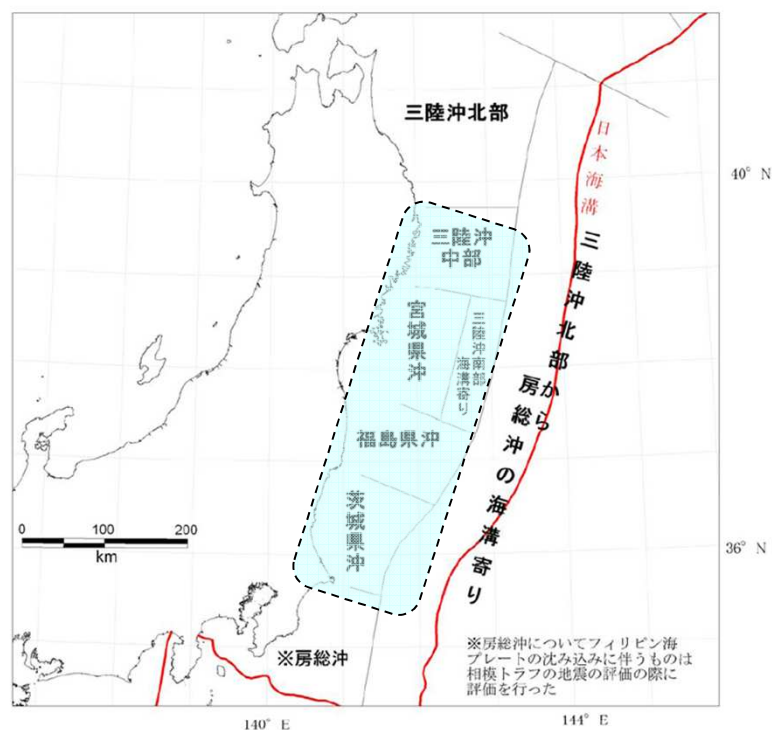 三陸沖北部
日本海溝
40° N
三陸沖
中部
三陸沖北部から
房総沖の海溝寄り
宮城県沖
三陸沖南部
海溝寄り
福島県沖
茨城県沖
0 100 200
km
36° N
※房総沖
※房総沖についてフィリピン海
プレートの沈み込みに伴うものは
相模トラフの地震の評価の際に
評価を行った
140° E
144° E